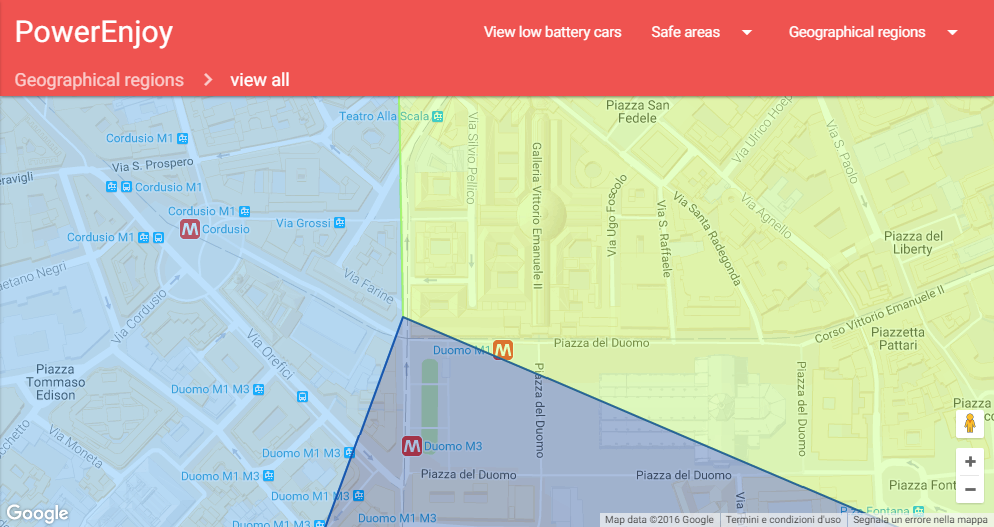 PowerEnjoy
View low battery cars
Safe areas
Geographical regions
Geographical regions
view all
Teatro Alla Scala
Piazza San
Fedele
Cordusio M1
Via S. Prospero
Cordusio M1
Cordusio M1
M Cordusio
Cordusio M1
Via Grossi
Via Silvio Pellico
Galleria Vittorio Emanuele II
Via Ugo Foscolo
Via S. Raffaele
Via Santa Radegonda
Via Agnello
Via S. Paolo
Piazza del
Liberty
Via Cordusio
Via Farine
Via Orefici
Corso Vittorio Emanuele II
Piazzetta
Pattari
Duomo M1 M
Piazza del Duomo
Piazza
Tommaso
Edison
Duomo M1 M3
Piazza del Duomo
Piazza del Duomo
Piazza
Via Moneta
M Duomo M3
Duomo M1 M3
Duomo M1 M3
Piazza del Duomo
Piazza del Duomo
Duomo M1 M3
Via
Google
Duomo M1 M3
Map data ©2016 Google
Termini e condizioni d'uso
Segnala un errore nella mappa